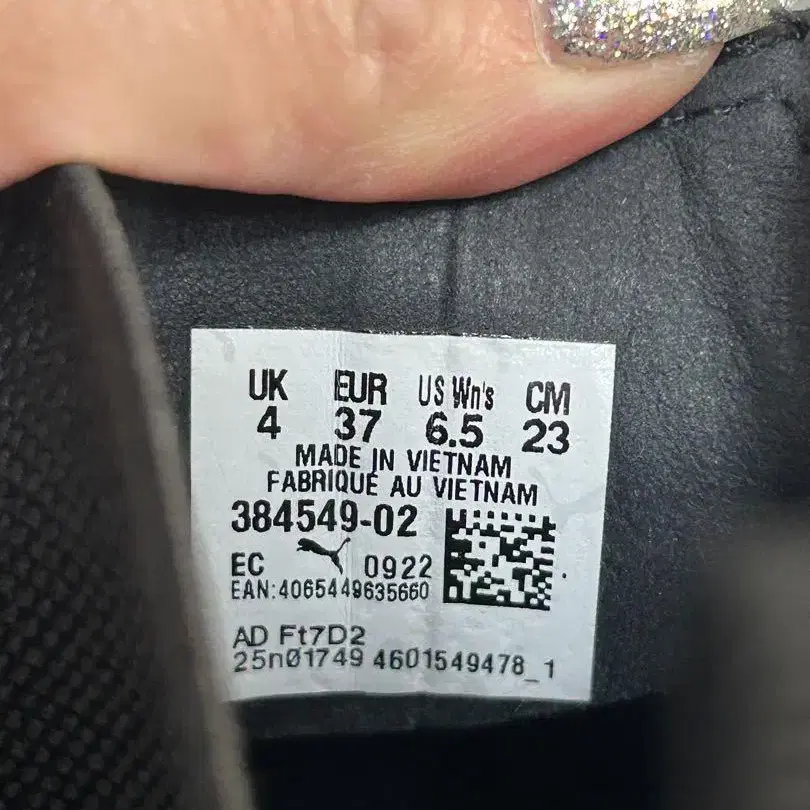 UK EUR US Wn's CM
4 37 6.5 23
MADE IN VIETNAM
FABRIQUÉ AU VIETNAM
384549-02
EC 0922
EAN:4065449635660
AD Ft7D2
25n01749 4601549478_1